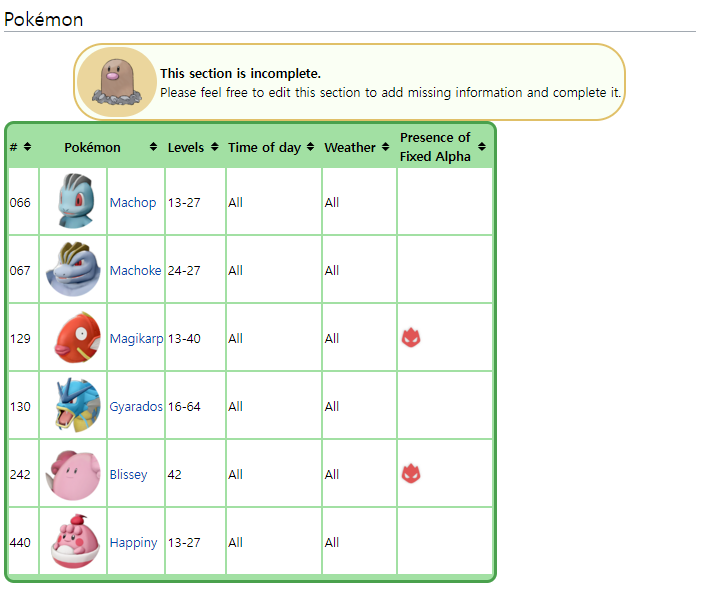 Pokémon
This section is incomplete.
Please feel free to edit this section to add missing information and complete it.
# Pokémon Levels Time of day Weather Presence of Fixed Alpha
066 Machop 13-27 All All
067 Machoke 24-27 All All
129 Magikarp 13-40 All All
130 Gyarados 16-64 All All
242 Blissey 42 All All
440 Happiny 13-27 All All